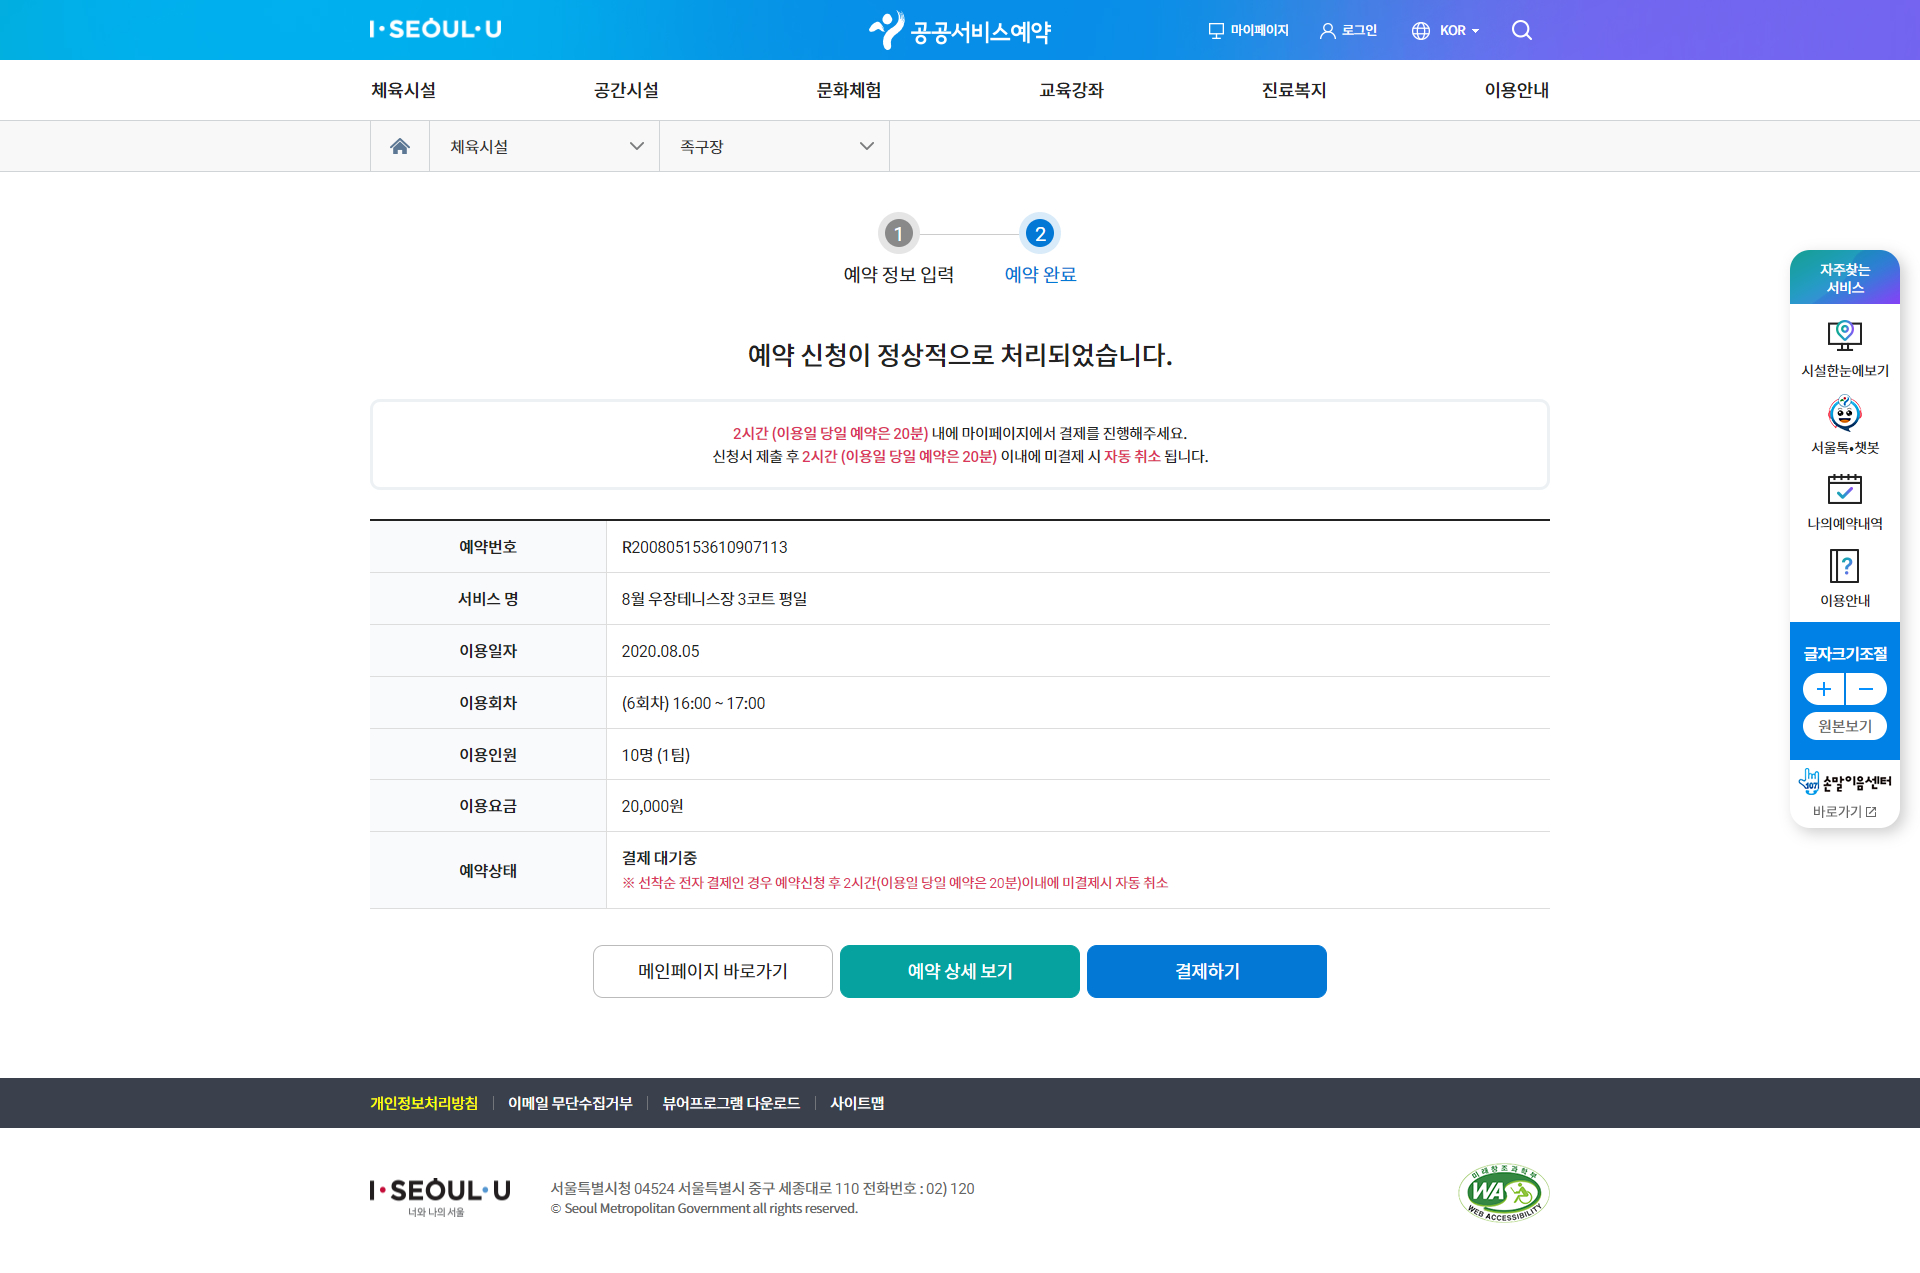 I·SEOUL·U
공공서비스예약
마이페이지
로그인
KOR
체육시설
공간시설
문화체험
교육강좌
진료복지
이용안내
체육시설
족구장
1
2
예약 정보 입력
예약 완료
예약 신청이 정상적으로 처리되었습니다.
2시간 (이용일 당일 예약은 20분) 내에 마이페이지에서 결제를 진행해주세요.
신청서 제출 후 2시간 (이용일 당일 예약은 20분) 이내에 미결제 시 자동 취소 됩니다.
예약번호
R200805153610907113
서비스 명
8월 우장테니스장 3코트 평일
이용일자
2020.08.05
이용회차
(6회차) 16:00 ~ 17:00
이용인원
10명 (1팀)
이용요금
20,000원
예약상태
결제 대기중
※ 선착순 전자 결제인 경우 예약신청 후 2시간(이용일 당일 예약은 20분)이내에 미결제시 자동 취소
메인페이지 바로가기
예약 상세 보기
결제하기
자주찾는
서비스
시설한눈에보기
서울톡•챗봇
나의예약내역
?
이용안내
글자크기조절
+
−
원본보기
107 손말이음센터
바로가기
개인정보처리방침
이메일 무단수집거부
뷰어프로그램 다운로드
사이트맵
I·SEOUL·U
너와 나의 서울
서울특별시청 04524 서울특별시 중구 세종대로 110 전화번호 : 02) 120
© Seoul Metropolitan Government all rights reserved.
미래창조과학부
WA
WEB ACCESSIBILITY